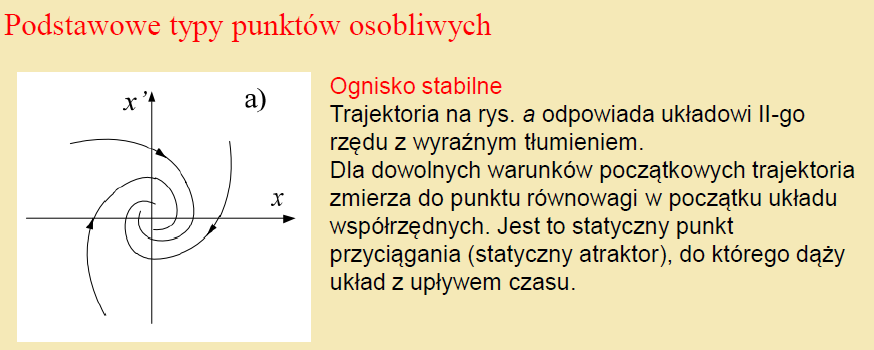 Podstawowe typy punktów osobliwych
x’
a)
x
Ognisko stabilne
Trajektoria na rys. a odpowiada układowi II-go
rzędu z wyraźnym tłumieniem.
Dla dowolnych warunków początkowych trajektoria
zmierza do punktu równowagi w początku układu
współrzędnych. Jest to statyczny punkt
przyciągania (statyczny atraktor), do którego dąży
układ z upływem czasu.